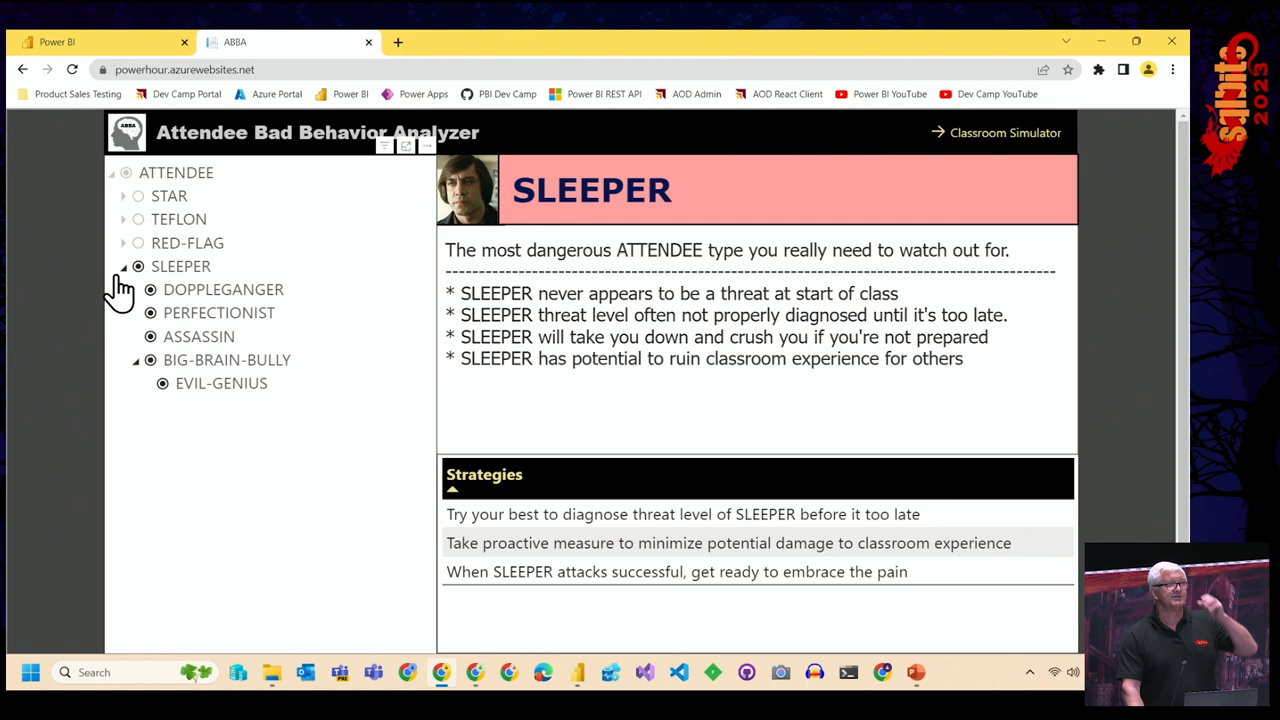 Power BI
ABBA
powerhour.azurewebsites.net
Product Sales Testing
Dev Camp Portal
Azure Portal
Power BI
Power Apps
PBI Dev Camp
Power BI REST API
AOD Admin
AOD React Client
Power BI YouTube
Dev Camp YouTube
ABBA
Attendee Bad Behavior Analyzer
Classroom Simulator
ATTENDEE
STAR
TEFLON
RED-FLAG
SLEEPER
DOPPLEGANGER
PERFECTIONIST
ASSASSIN
BIG-BRAIN-BULLY
EVIL-GENIUS
SLEEPER
The most dangerous ATTENDEE type you really need to watch out for.
--------------------------------------------------------------------------------
* SLEEPER never appears to be a threat at start of class
* SLEEPER threat level often not properly diagnosed until it's too late.
* SLEEPER will take you down and crush you if you're not prepared
* SLEEPER has potential to ruin classroom experience for others
Strategies
Try your best to diagnose threat level of SLEEPER before it too late
Take proactive measure to minimize potential damage to classroom experience
When SLEEPER attacks successful, get ready to embrace the pain
Search
PRE
sqlbits
2023